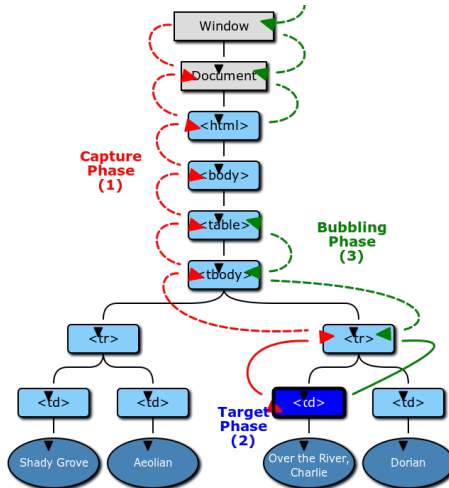 Window
Document
<html>
Capture
Phase
(1)
<body>
<table>
Bubbling
Phase
(3)
<tbody>
<tr>
<tr>
<td>
<td>
Target
Phase
(2)
<td>
<td>
Shady Grove
Aeolian
Over the River,
Charlie
Dorian